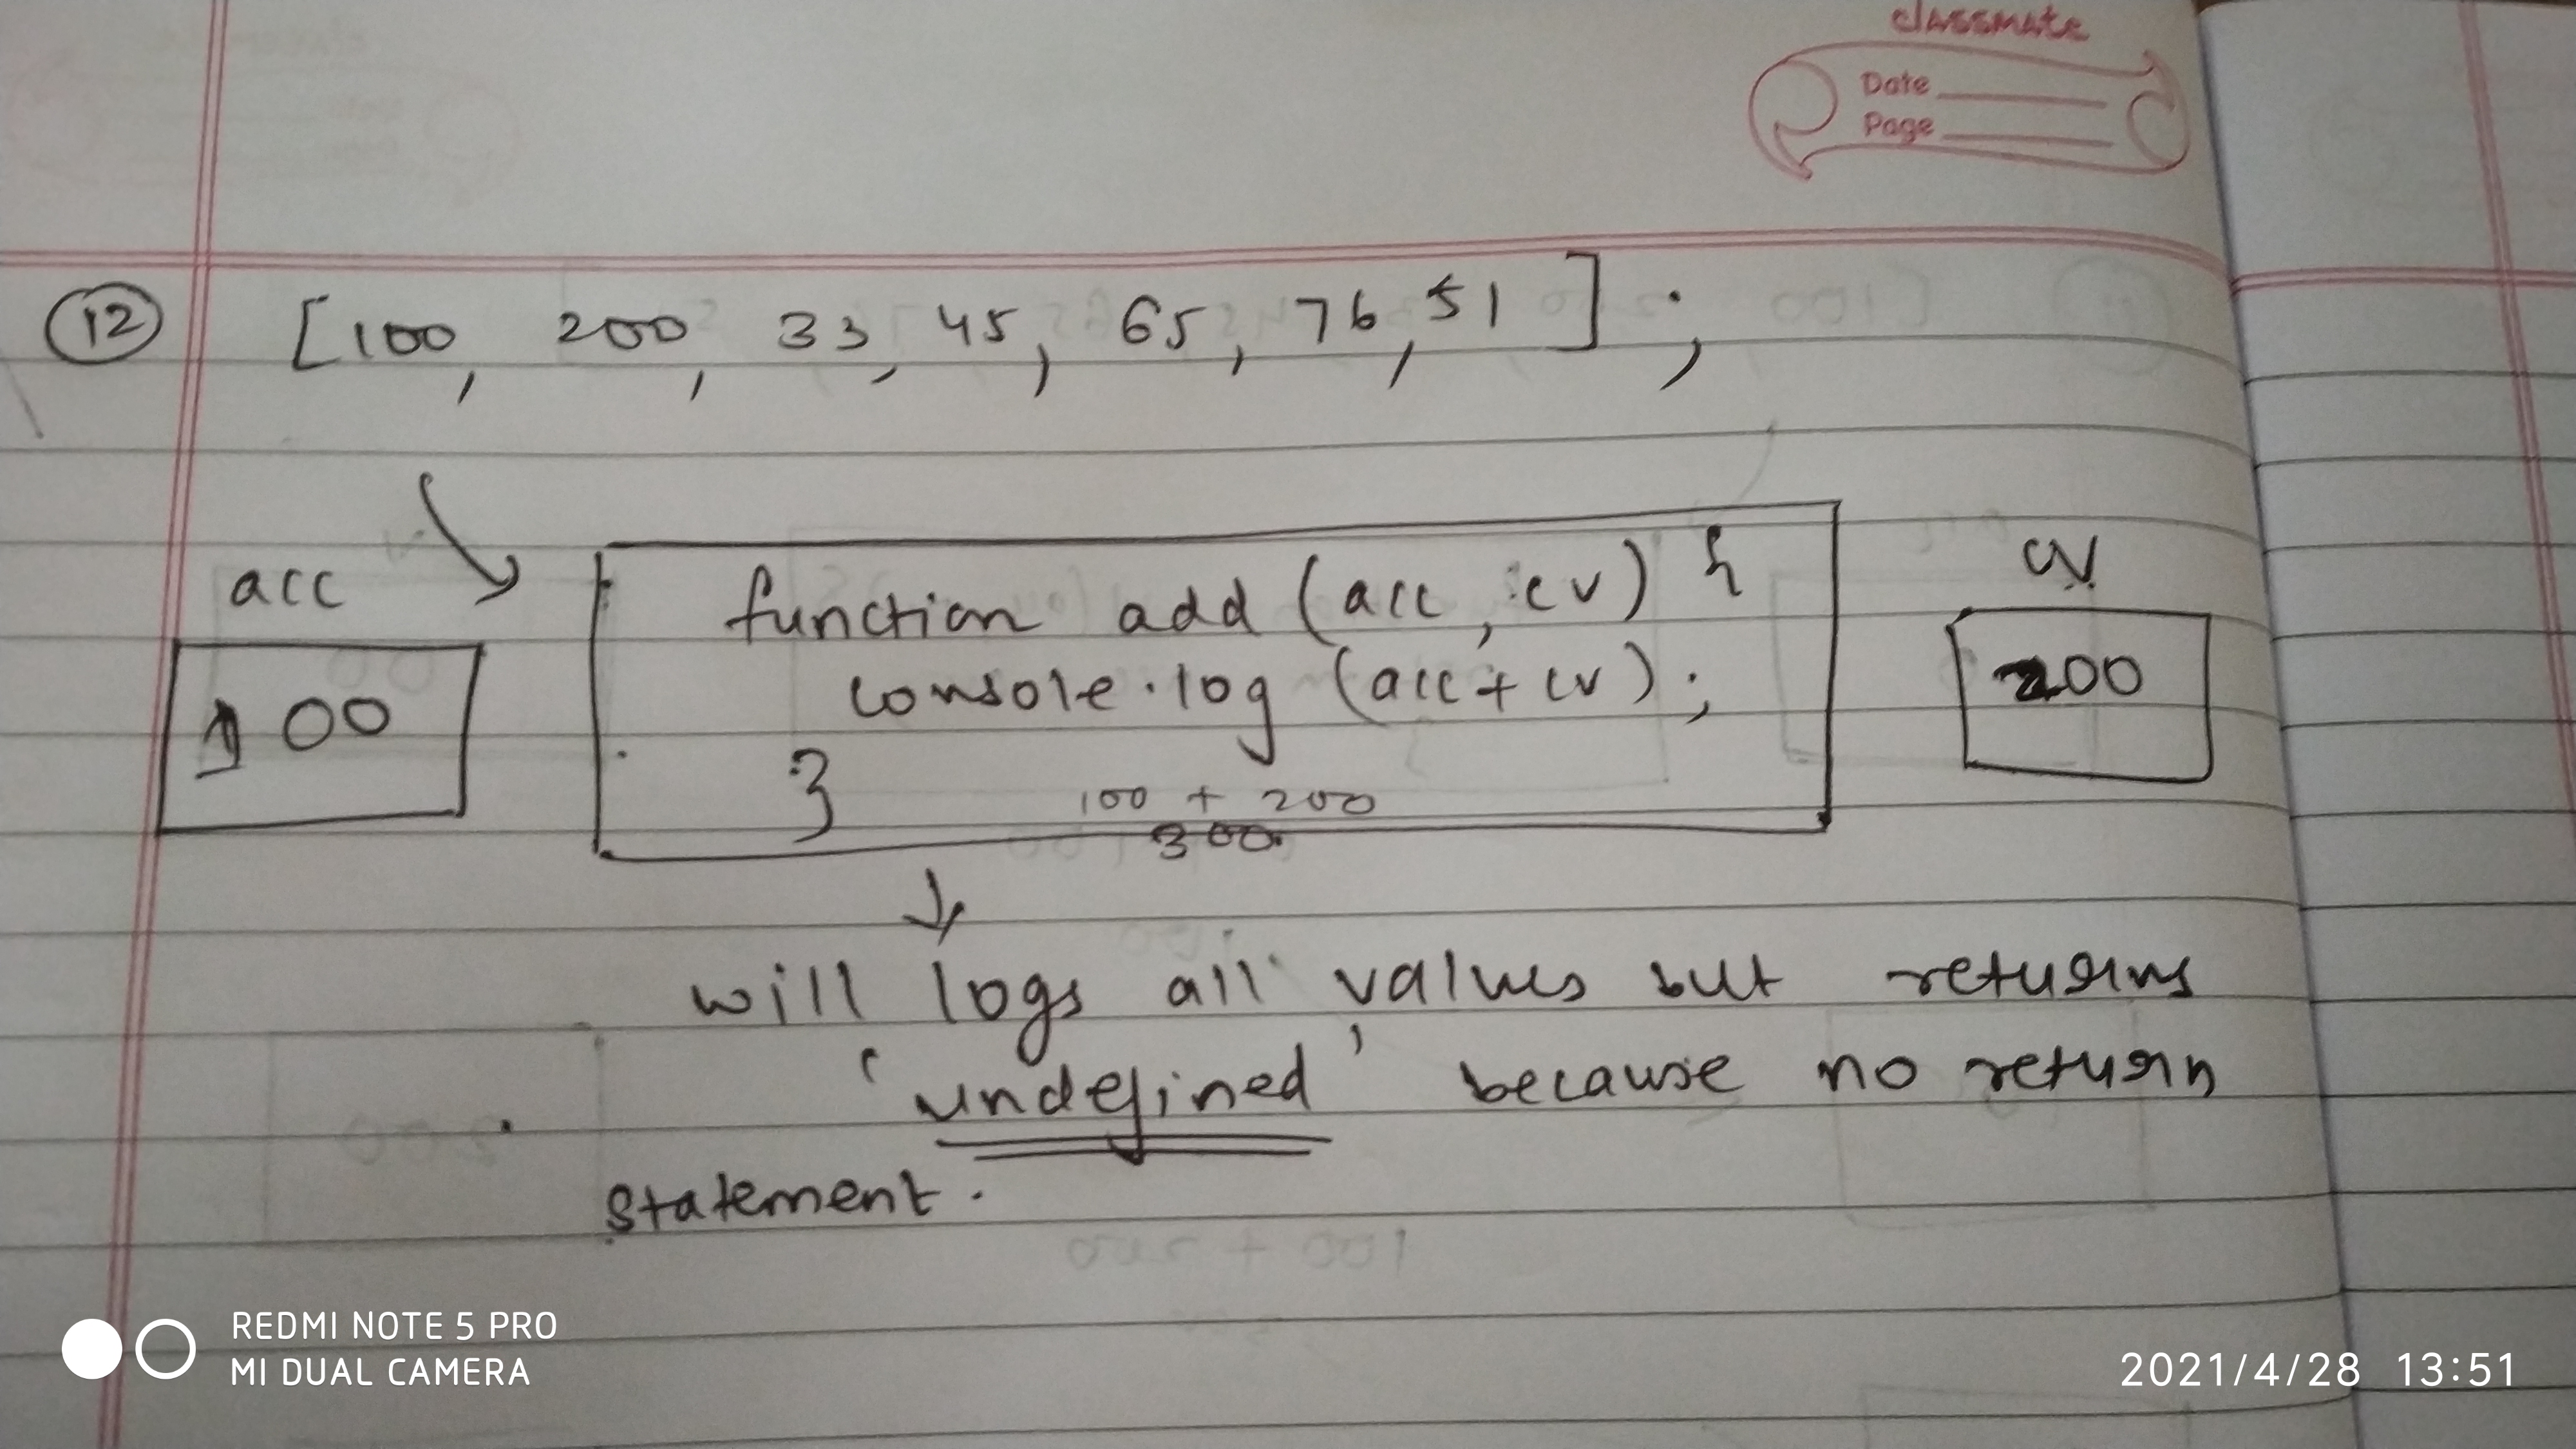 classmate
Date
Page
12 [100, 200, 33, 45, 65, 76, 51];
acc
cv
function add (acc, cv) {
100
console.log (acc + cv);
200
}
100 + 200
300
will logs all values but returns
'undefined' because no return
statement.
REDMI NOTE 5 PRO
MI DUAL CAMERA
2021/4/28 13:51